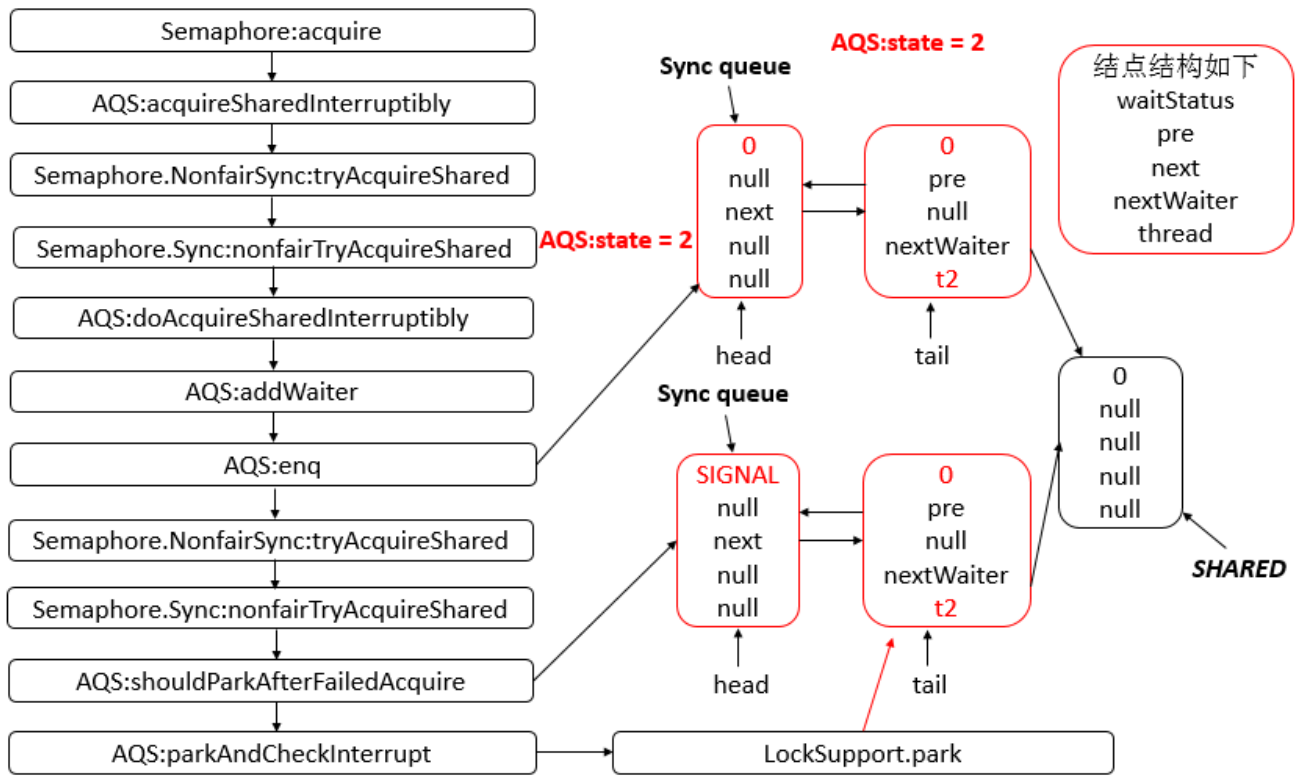 Semaphore:acquire
AQS:acquireSharedInterruptibly
Semaphore.NonfairSync:tryAcquireShared
Semaphore.Sync:nonfairTryAcquireShared
AQS:doAcquireSharedInterruptibly
AQS:addWaiter
AQS:enq
Semaphore.NonfairSync:tryAcquireShared
Semaphore.Sync:nonfairTryAcquireShared
AQS:shouldParkAfterFailedAcquire
AQS:parkAndCheckInterrupt
LockSupport.park
AQS:state = 2
AQS:state = 2
Sync queue
0
null
next
null
null
head
0
pre
null
nextWaiter
t2
tail
Sync queue
SIGNAL
null
next
null
null
head
0
pre
null
nextWaiter
t2
tail
结点结构如下
waitStatus
pre
next
nextWaiter
thread
0
null
null
null
null
SHARED